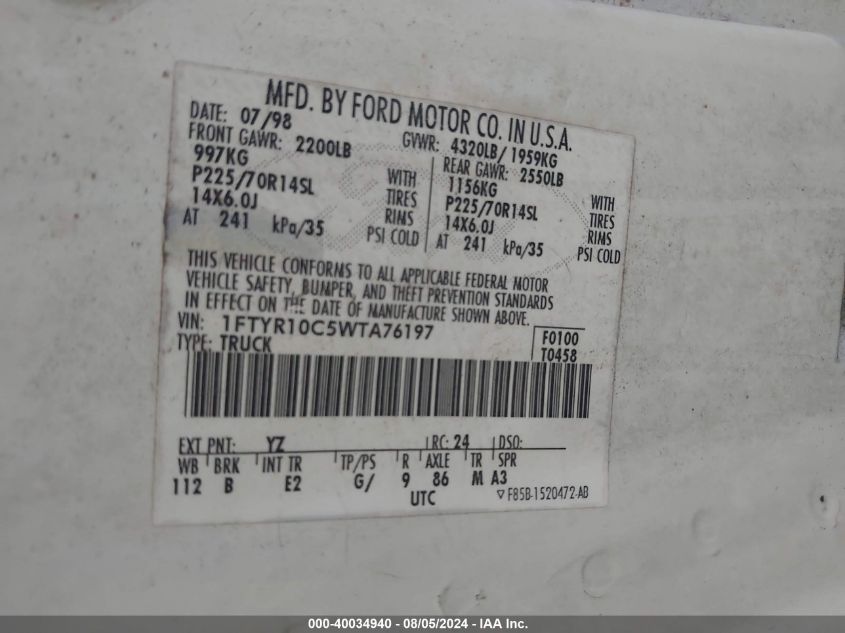 MFD. BY FORD MOTOR CO. IN U.S.A.
DATE: 07/98 GVWR: 4320LB/ 1959KG
FRONT GAWR: 2200LB REAR GAWR: 2550LB
997KG WITH 1156KG WITH
P225/70R14SL TIRES P225/70R14SL TIRES
14X6.0J RIMS 14X6.0J RIMS
AT 241 kPa/35 PSI COLD AT 241 kPa/35 PSI COLD
THIS VEHICLE CONFORMS TO ALL APPLICABLE FEDERAL MOTOR
VEHICLE SAFETY, BUMPER, AND THEFT PREVENTION STANDARDS
IN EFFECT ON THE DATE OF MANUFACTURE SHOWN ABOVE.
VIN: 1FTYR10C5WTA76197 F0100
TYPE: TRUCK T0458
EXT PNT: YZ RC: 24 DSO:
WB BRK INT TR TP/PS R AXLE TR SPR
112 B E2 G/ 9 86 M A3
UTC ▽ F85B-1520472-AB
000-40034940 - 08/05/2024 - IAA Inc.